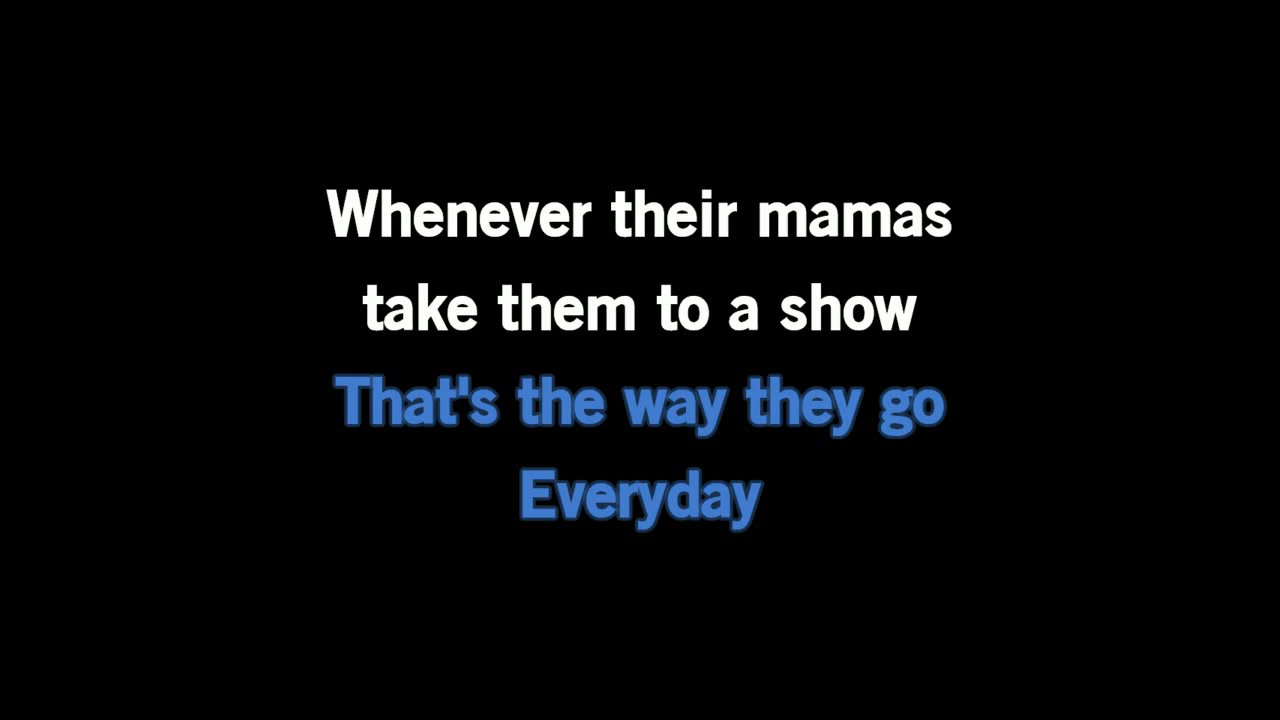 Whenever their mamas
take them to a show
That's the way they go
Everyday